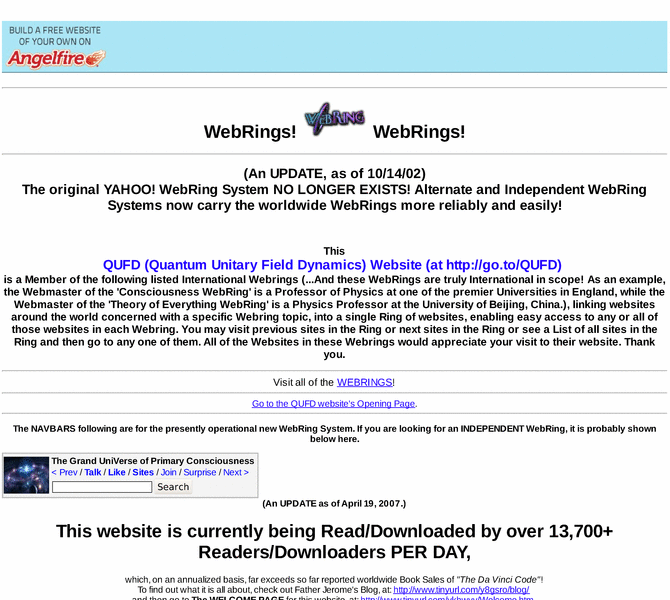 BUILD A FREE WEBSITE
OF YOUR OWN ON
Angelfire
WebRings! WEBRING WebRings!
(An UPDATE, as of 10/14/02)
The original YAHOO! WebRing System NO LONGER EXISTS! Alternate and Independent WebRing
Systems now carry the worldwide WebRings more reliably and easily!
This
QUFD (Quantum Unitary Field Dynamics) Website (at http://go.to/QUFD)
is a Member of the following listed International Webrings (...And these WebRings are truly International in scope! As an example,
the Webmaster of the 'Consciousness WebRing' is a Professor of Physics at one of the premier Universities in England, while the
Webmaster of the 'Theory of Everything WebRing' is a Physics Professor at the University of Beijing, China.), linking websites
around the world concerned with a specific Webring topic, into a single Ring of websites, enabling easy access to any or all of
those websites in each Webring. You may visit previous sites in the Ring or next sites in the Ring or see a List of all sites in the
Ring and then go to any one of them. All of the Websites in these Webrings would appreciate your visit to their website. Thank
you.
Visit all of the WEBRINGS!
Go to the QUFD website's Opening Page.
The NAVBARS following are for the presently operational new WebRing System. If you are looking for an INDEPENDENT WebRing, it is probably shown
below here.
The Grand UniVerse of Primary Consciousness
< Prev / Talk / Like / Sites / Join / Surprise / Next >
Search
(An UPDATE as of April 19, 2007.)
This website is currently being Read/Downloaded by over 13,700+
Readers/Downloaders PER DAY,
which, on an annualized basis, far exceeds so far reported worldwide Book Sales of "The Da Vinci Code"!
To find out what it is all about, check out Father Jerome's Blog, at: http://www.tinyurl.com/y8gsro/blog/
and then go to The WELCOME PAGE for this website, at: